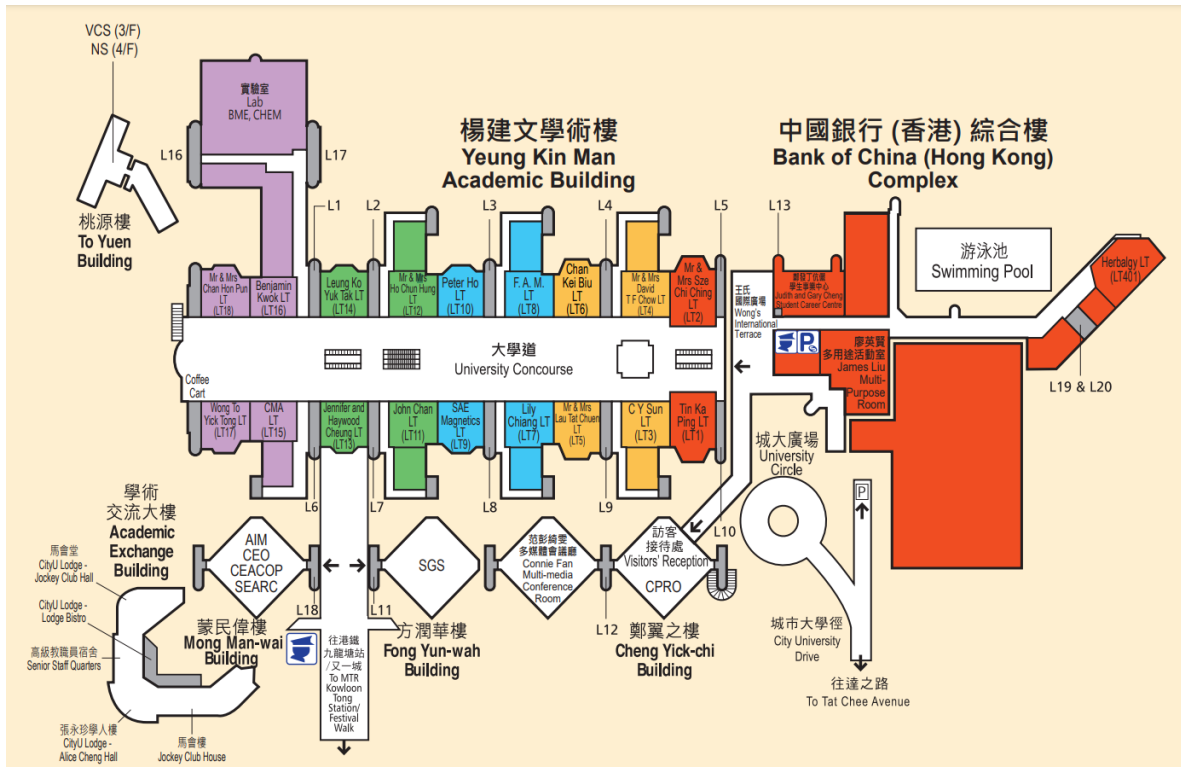 VCS (3/F)
NS (4/F)
桃源樓
To Yuen
Building
實驗室
Lab
BME, CHEM
L16
L17
楊建文學術樓
Yeung Kin Man
Academic Building
中國銀行 (香港) 綜合樓
Bank of China (Hong Kong)
Complex
L1
L2
L3
L4
L5
L13
游泳池
Swimming Pool
Herbalgy LT
(LT401)
L19 & L20
Mr & Mrs
Chan Hon Pun
LT
(LT18)
Benjamin
Kwok LT
(LT16)
Leung Ko
Yuk Tak LT
(LT14)
Mr & Mrs
Ho Chun Hung
LT
(LT12)
Peter Ho
LT
(LT10)
F. A. M. LT
(LT8)
Chan
Kei Biu
LT
(LT6)
Mr & Mrs
David
T F Chow LT
(LT4)
Mr &
Mrs Sze
Chi Ching
LT
(LT2)
王氏
國際廣場
Wong's
International
Terrace
學生事業中心
Judith and Gary Cheng
Student Career Centre
P
廖英賢
多用途活動室
James Liu
Multi-
Purpose
Room
大學道
University Concourse
Coffee
Cart
Wong To
Yick Tong LT
(LT17)
CMA
LT
(LT15)
Jennifer and
Haywood
Cheung LT
(LT13)
John Chan
LT
(LT11)
SAE
Magnetics
LT
(LT9)
Lily
Chiang LT
(LT7)
Mr & Mrs
Lau Tat Chuen
LT
(LT5)
C Y Sun
LT
(LT3)
Tin Ka
Ping LT
(LT1)
L6
L7
L8
L9
L10
城大廣場
University
Circle
P
學術
交流大樓
Academic
Exchange
Building
馬會堂
CityU Lodge -
Jockey Club Hall
CityU Lodge -
Lodge Bistro
高級教職員宿舍
Senior Staff Quarters
張永珍學人樓
CityU Lodge -
Alice Cheng Hall
馬會樓
Jockey Club House
AIM
CEO
CEACOP
SEARC
L18
蒙民偉樓
Mong Man-wai
Building
往港鐵
九龍塘站
/又一城
To MTR
Kowloon
Tong
Station/
Festival
Walk
L11
SGS
方潤華樓
Fong Yun-wah
Building
范彭綺雯
多媒體會議廳
Connie Fan
Multi-media
Conference
Room
L12
訪客
接待處
Visitors' Reception
CPRO
鄭翼之樓
Cheng Yick-chi
Building
城市大學徑
City University
Drive
往達之路
To Tat Chee Avenue